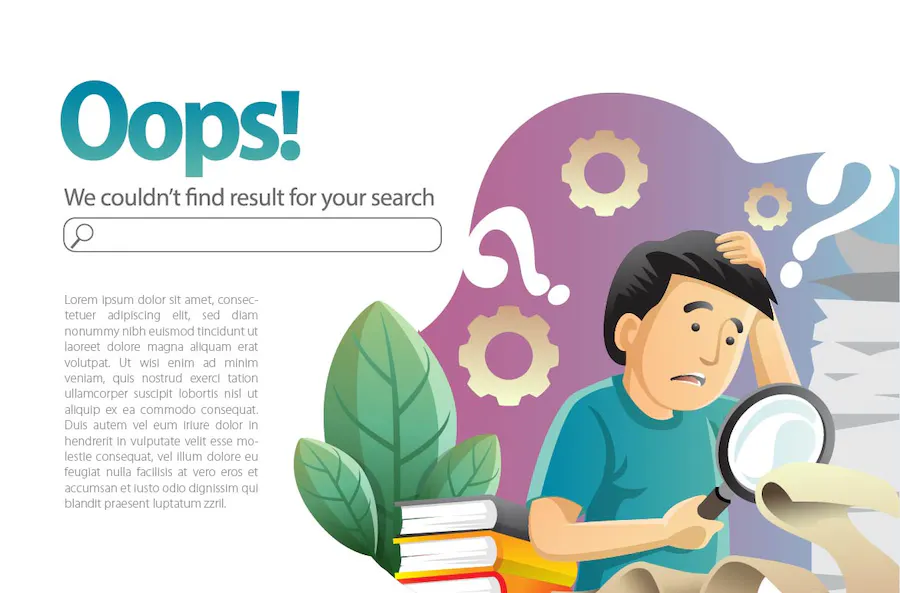 Oops!
We couldn't find result for your search
Lorem ipsum dolor sit amet, consec-
tetuer adipiscing elit, sed diam
nonummy nibh euismod tincidunt ut
laoreet dolore magna aliquam erat
volutpat. Ut wisi enim ad minim
veniam, quis nostrud exerci tation
ullamcorper suscipit lobortis nisl ut
aliquip ex ea commodo consequat.
Duis autem vel eum iriure dolor in
hendrerit in vulputate velit esse mo-
lestie consequat, vel illum dolore eu
feugiat nulla facilisis at vero eros et
accumsan et iusto odio dignissim qui
blandit praesent luptatum zzril.
? ?